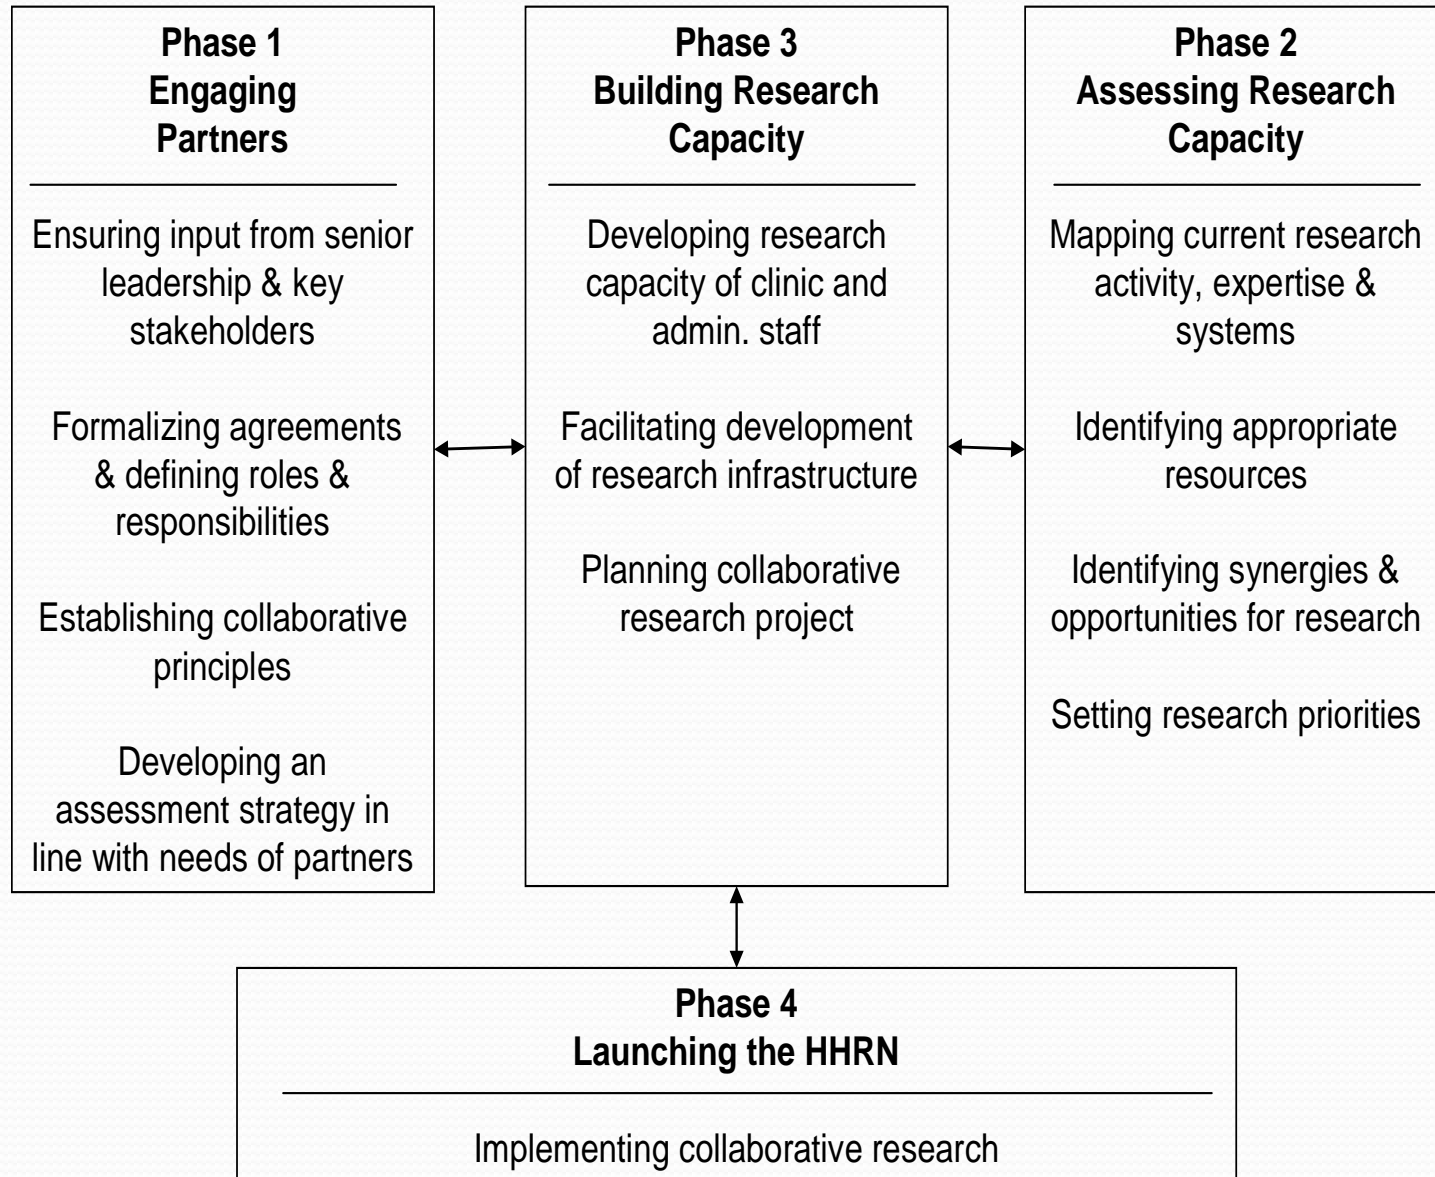 Phase 1
Engaging
Partners
Ensuring input from senior
leadership & key
stakeholders
Formalizing agreements
& defining roles &
responsibilities
Establishing collaborative
principles
Developing an
assessment strategy in
line with needs of partners
Phase 3
Building Research
Capacity
Developing research
capacity of clinic and
admin. staff
Facilitating development
of research infrastructure
Planning collaborative
research project
Phase 2
Assessing Research
Capacity
Mapping current research
activity, expertise &
systems
Identifying appropriate
resources
Identifying synergies &
opportunities for research
Setting research priorities
Phase 4
Launching the HHRN
Implementing collaborative research